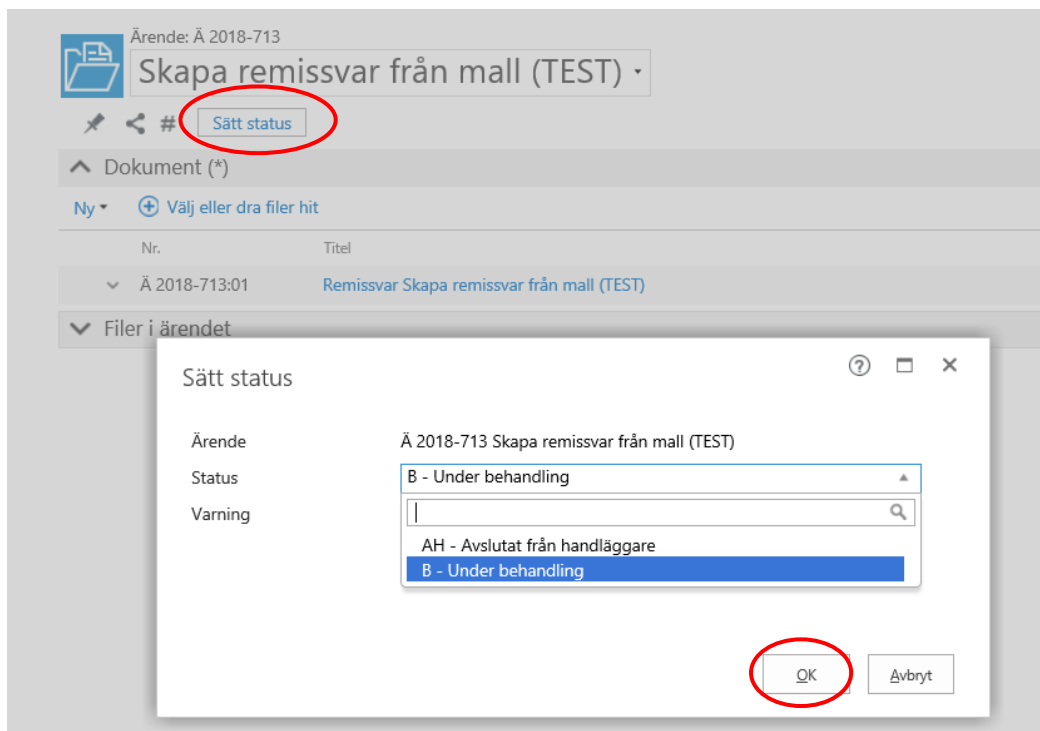 Ärende: Ä 2018-713
Skapa remissvar från mall (TEST)
# Sätt status
Dokument (*)
Ny Välj eller dra filer hit
Nr. Titel
Ä 2018-713:01 Remissvar Skapa remissvar från mall (TEST)
Filer i ärendet
Sätt status
Ärende Ä 2018-713 Skapa remissvar från mall (TEST)
Status B - Under behandling
Varning
AH - Avslutat från handläggare
B - Under behandling
OK Avbryt